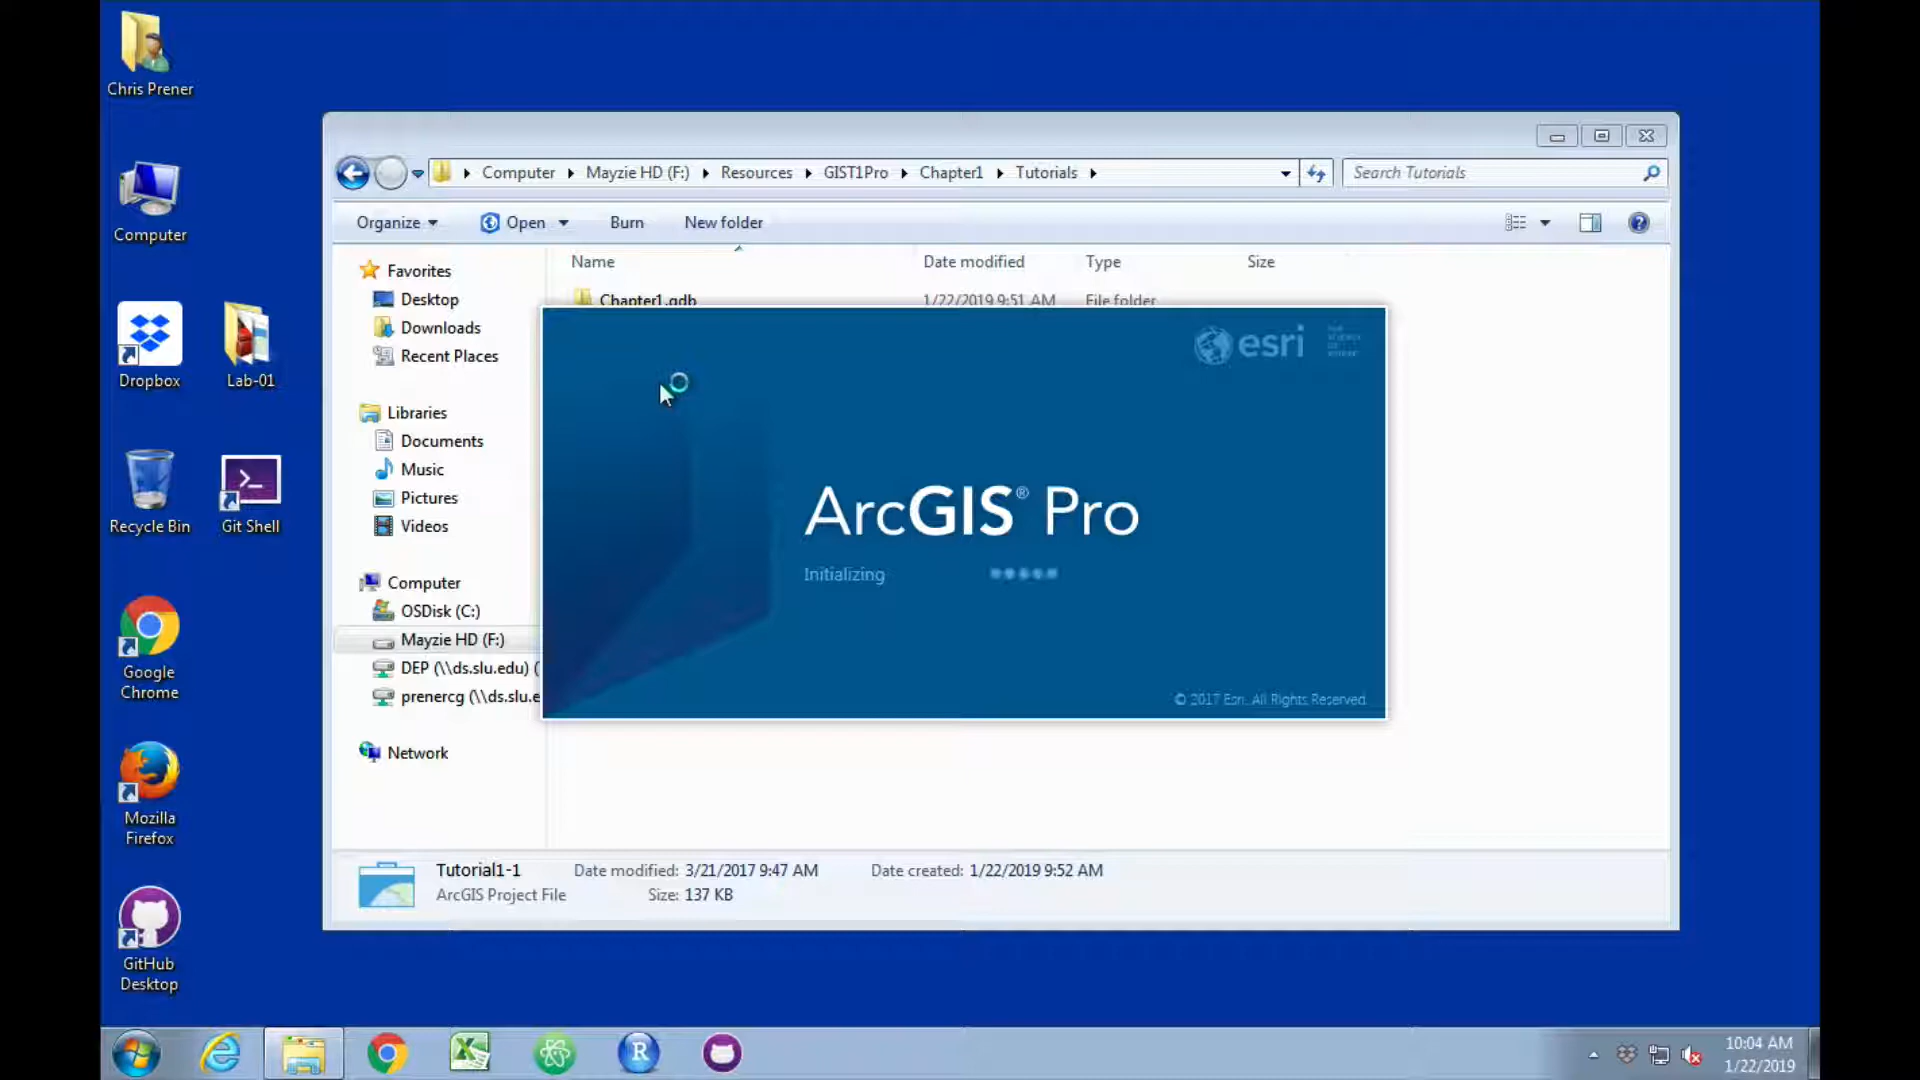 Chris Prener
Computer
Dropbox
Lab-01
Recycle Bin
Git Shell
Google
Chrome
Mozilla
Firefox
GitHub
Desktop
Computer Mayzie HD (F:) Resources GIST1Pro Chapter1 Tutorials
Search Tutorials
Organize Open Burn New folder
Name Date modified Type Size
Chapter1.gdb 1/22/2019 9:51 AM File folder
Favorites
Desktop
Downloads
Recent Places
Libraries
Documents
Music
Pictures
Videos
Computer
OSDisk (C:)
Mayzie HD (F:)
DEP (\\ds.slu.edu) (
prenercg (\\ds.slu.e
Network
esri
ArcGIS® Pro
Initializing
© 2017 Esri. All Rights Reserved.
Tutorial1-1 Date modified: 3/21/2017 9:47 AM Date created: 1/22/2019 9:52 AM
ArcGIS Project File Size: 137 KB
10:04 AM
1/22/2019